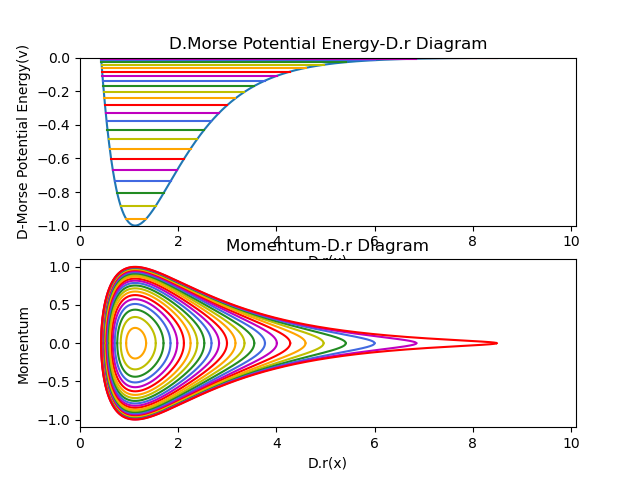 D.Morse Potential Energy-D.r Diagram
D-Morse Potential Energy(v)
0.0
−0.2
−0.4
−0.6
−0.8
−1.0
0 2 4 6 8 10
D.r(x)
Momentum-D.r Diagram
Momentum
1.0
0.5
0.0
−0.5
−1.0
0 2 4 6 8 10
D.r(x)